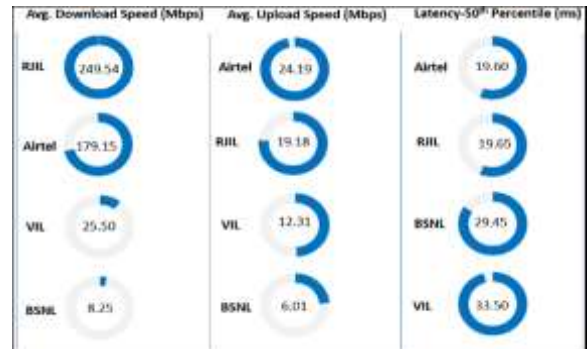 Avg. Download Speed (Mbps)
RJIL 249.54
Airtel 179.15
VIL 25.50
BSNL 8.25
Avg. Upload Speed (Mbps)
Airtel 24.19
RJIL 19.18
VIL 12.31
BSNL 6.01
Latency-50th Percentile (ms)
Airtel 19.60
RJIL 19.65
BSNL 29.45
VIL 33.50